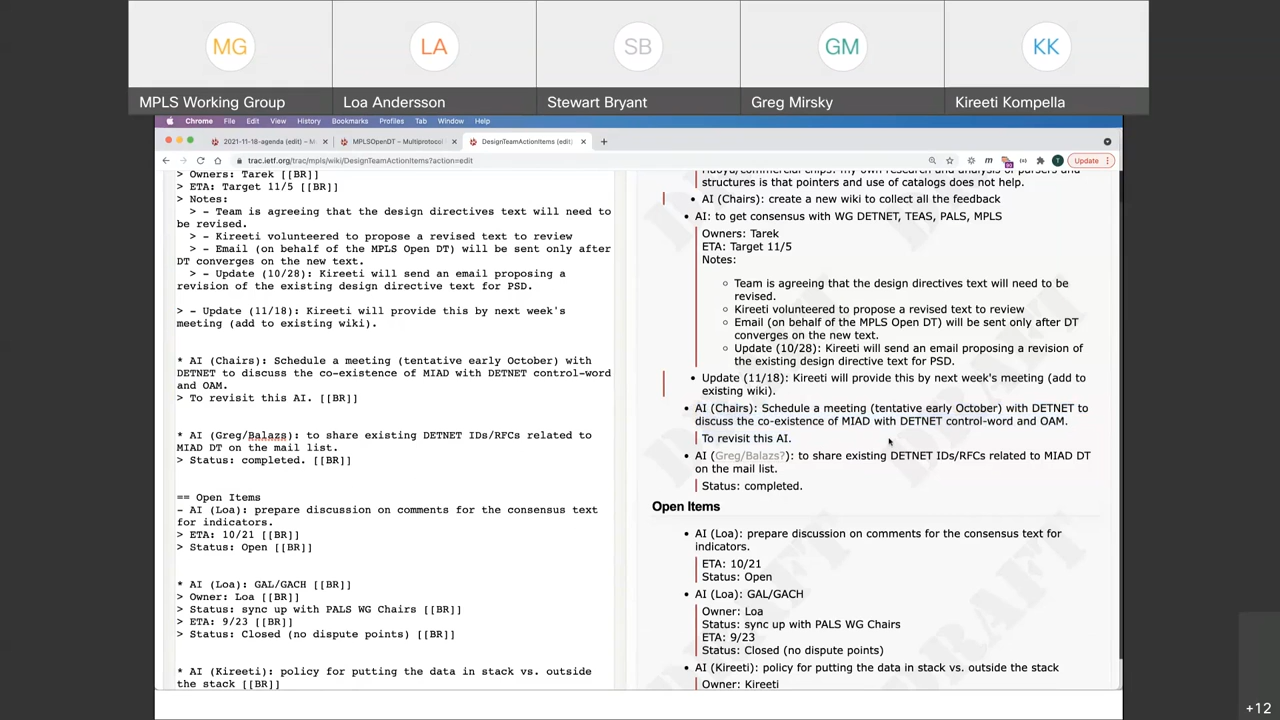 MG
LA
SB
GM
KK
MPLS Working Group
Loa Andersson
Stewart Bryant
Greg Mirsky
Kireeti Kompella
Chrome File Edit View History Bookmarks Profiles Tab Window Help
2021-11-18-agenda (edit) – M
MPLSOpenDT – Multiprotocol
DesignTeamActionItems (edit)
trac.ietf.org/trac/mpls/wiki/DesignTeamActionItems?action=edit
Update
> Owners: Tarek [[BR]]
> ETA: Target 11/5 [[BR]]
> Notes:
> - Team is agreeing that the design directives text will need to
be revised.
> - Kireeti volunteered to propose a revised text to review
> - Email (on behalf of the MPLS Open DT) will be sent only after
DT converges on the new text.
> - Update (10/28): Kireeti will send an email proposing a
revision of the existing design directive text for PSD.
> - Update (11/18): Kireeti will provide this by next week's
meeting (add to existing wiki).
* AI (Chairs): Schedule a meeting (tentative early October) with
DETNET to discuss the co-existence of MIAD with DETNET control-word
and OAM.
> To revisit this AI. [[BR]]
* AI (Greg/Balazs): to share existing DETNET IDs/RFCs related to
MIAD DT on the mail list.
> Status: completed. [[BR]]
== Open Items
- AI (Loa): prepare discussion on comments for the consensus text
for indicators.
> ETA: 10/21 [[BR]]
> Status: Open [[BR]]
* AI (Loa): GAL/GACH [[BR]]
> Owner: Loa [[BR]]
> Status: sync up with PALS WG Chairs [[BR]]
> ETA: 9/23 [[BR]]
> Status: Closed (no dispute points) [[BR]]
* AI (Kireeti): policy for putting the data in stack vs. outside
the stack [[BR]]
structures is that pointers and use of catalogs does not help.
• AI (Chairs): create a new wiki to collect all the feedback
• AI: to get consensus with WG DETNET, TEAS, PALS, MPLS
Owners: Tarek
ETA: Target 11/5
Notes:
○ Team is agreeing that the design directives text will need to be
revised.
○ Kireeti volunteered to propose a revised text to review
○ Email (on behalf of the MPLS Open DT) will be sent only after DT
converges on the new text.
○ Update (10/28): Kireeti will send an email proposing a revision of
the existing design directive text for PSD.
• Update (11/18): Kireeti will provide this by next week's meeting (add to
existing wiki).
• AI (Chairs): Schedule a meeting (tentative early October) with DETNET to
discuss the co-existence of MIAD with DETNET control-word and OAM.
To revisit this AI.
• AI (Greg/Balazs?): to share existing DETNET IDs/RFCs related to MIAD DT
on the mail list.
Status: completed.
Open Items
• AI (Loa): prepare discussion on comments for the consensus text for
indicators.
ETA: 10/21
Status: Open
• AI (Loa): GAL/GACH
Owner: Loa
Status: sync up with PALS WG Chairs
ETA: 9/23
Status: Closed (no dispute points)
• AI (Kireeti): policy for putting the data in stack vs. outside the stack
Owner: Kireeti
DRAFT
+12